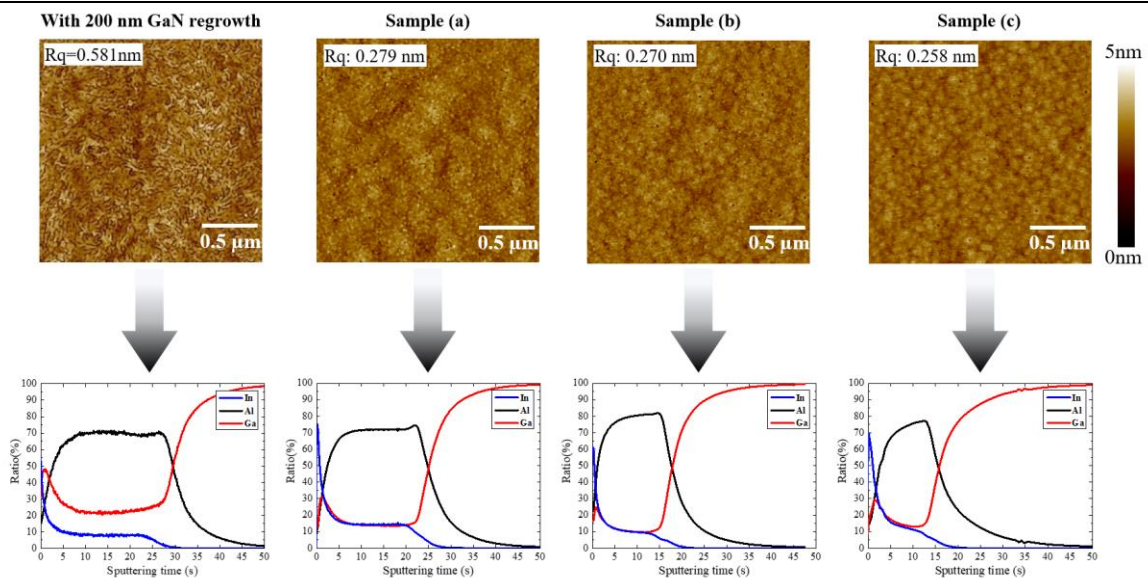 With 200 nm GaN regrowth
Sample (a)
Sample (b)
Sample (c)
Rq=0.581nm
Rq: 0.279 nm
Rq: 0.270 nm
Rq: 0.258 nm
5nm
0nm
0.5 µm
0.5 µm
0.5 µm
0.5 µm
100
90
80
70
60
50
40
30
20
10
0
Ratio(%)
In
Al
Ga
0 5 10 15 20 25 30 35 40 45 50
Sputtering time (s)
100
90
80
70
60
50
40
30
20
10
0
Ratio(%)
In
Al
Ga
0 5 10 15 20 25 30 35 40 45 50
Sputtering time (s)
100
90
80
70
60
50
40
30
20
10
0
Ratio(%)
In
Al
Ga
0 5 10 15 20 25 30 35 40 45 50
Sputtering time (s)
100
90
80
70
60
50
40
30
20
10
0
Ratio(%)
In
Al
Ga
0 5 10 15 20 25 30 35 40 45 50
Sputtering time (s)